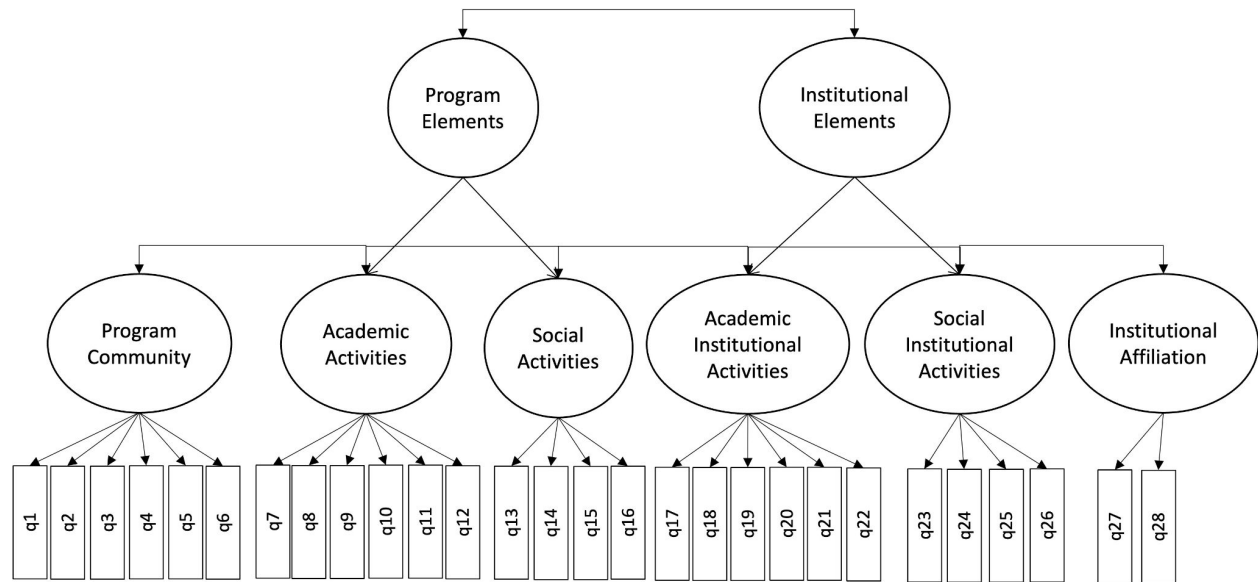 Program
Elements
Institutional
Elements
Program
Community
Academic
Activities
Social
Activities
Academic
Institutional
Activities
Social
Institutional
Activities
Institutional
Affiliation
q1
q2
q3
q4
q5
q6
q7
q8
q9
q10
q11
q12
q13
q14
q15
q16
q17
q18
q19
q20
q21
q22
q23
q24
q25
q26
q27
q28